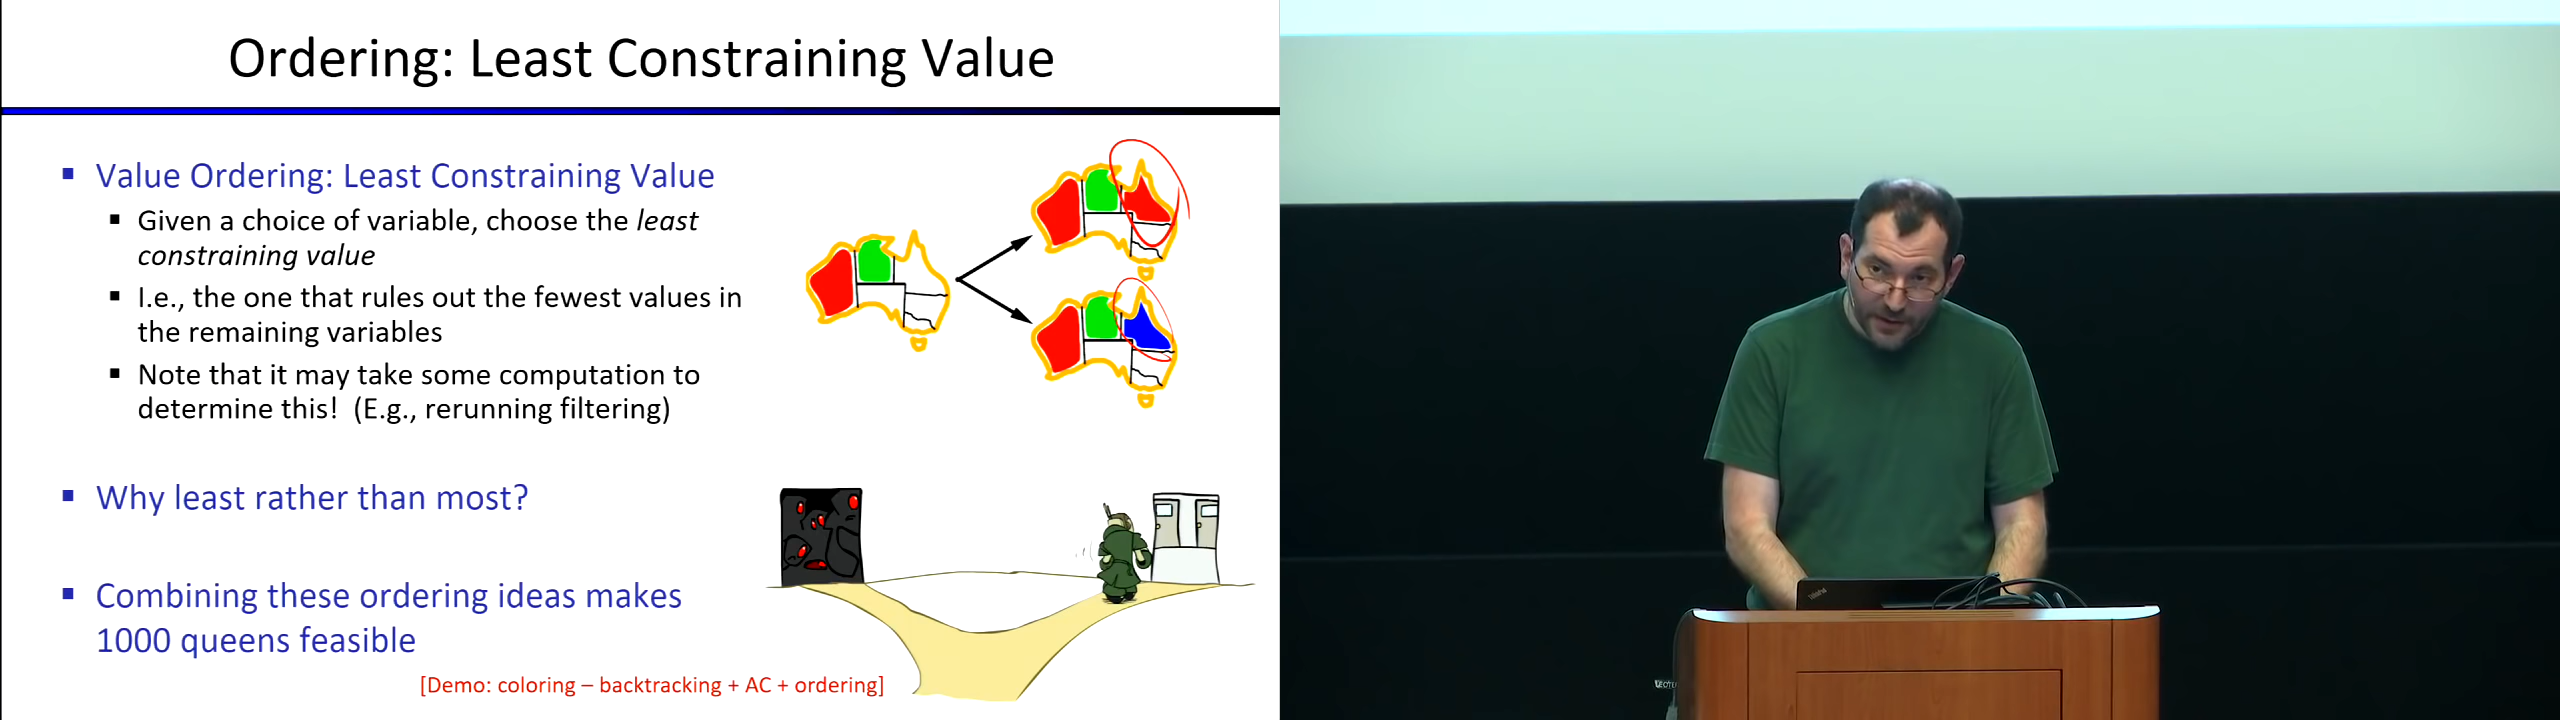 Ordering: Least Constraining Value
Value Ordering: Least Constraining Value
Given a choice of variable, choose the least
constraining value
I.e., the one that rules out the fewest values in
the remaining variables
Note that it may take some computation to
determine this! (E.g., rerunning filtering)
Why least rather than most?
Combining these ordering ideas makes
1000 queens feasible
[Demo: coloring – backtracking + AC + ordering]